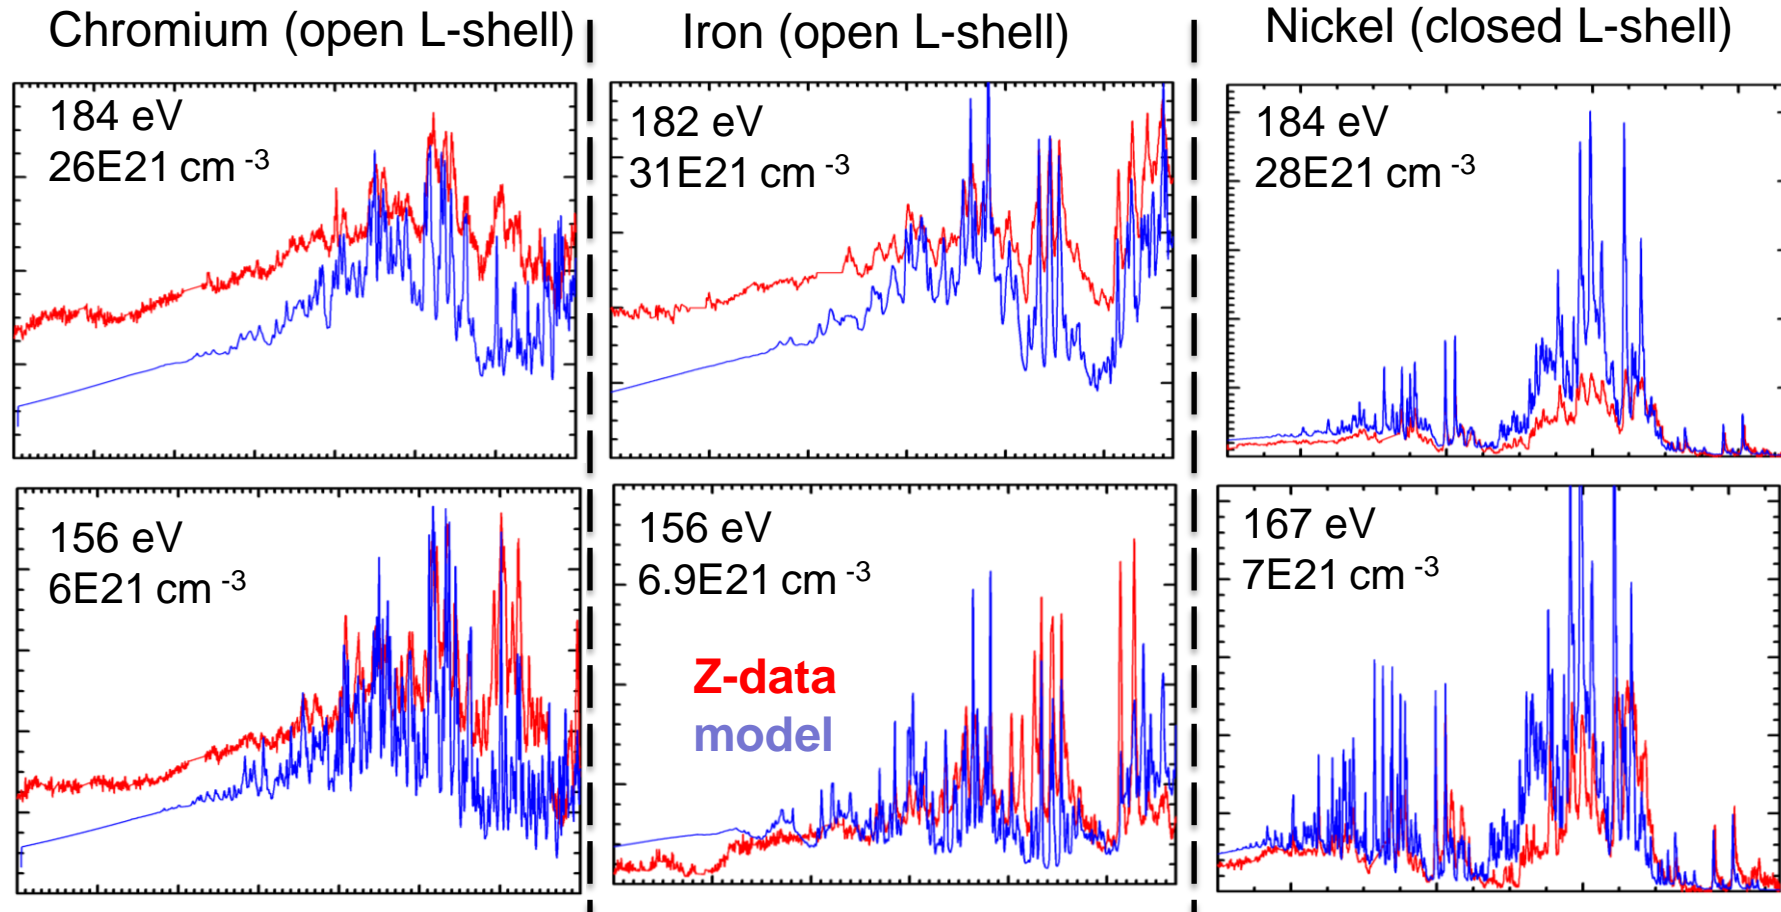 Chromium (open L-shell)
Iron (open L-shell)
Nickel (closed L-shell)
184 eV
26E21 cm -3
182 eV
31E21 cm -3
184 eV
28E21 cm -3
156 eV
6E21 cm -3
156 eV
6.9E21 cm -3
Z-data
model
167 eV
7E21 cm -3